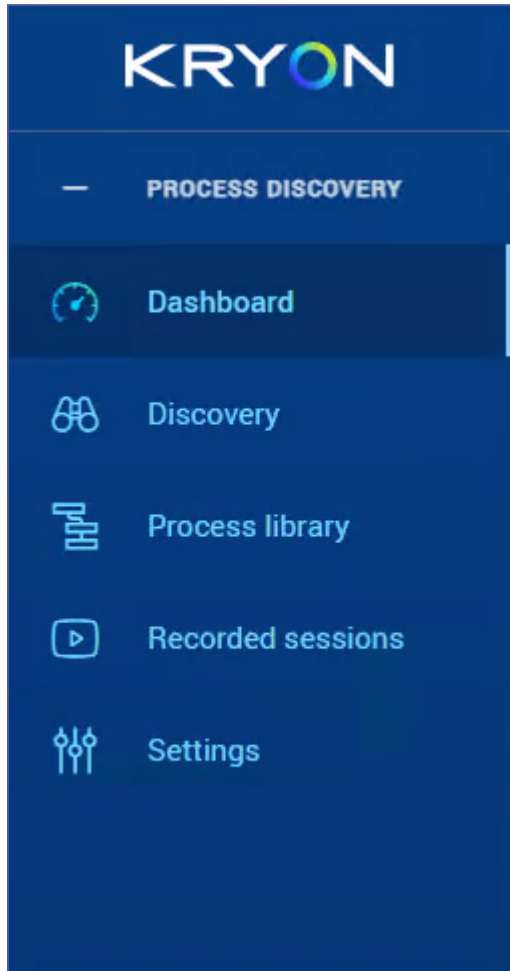 KRYON
PROCESS DISCOVERY
Dashboard
Discovery
Process library
Recorded sessions
Settings